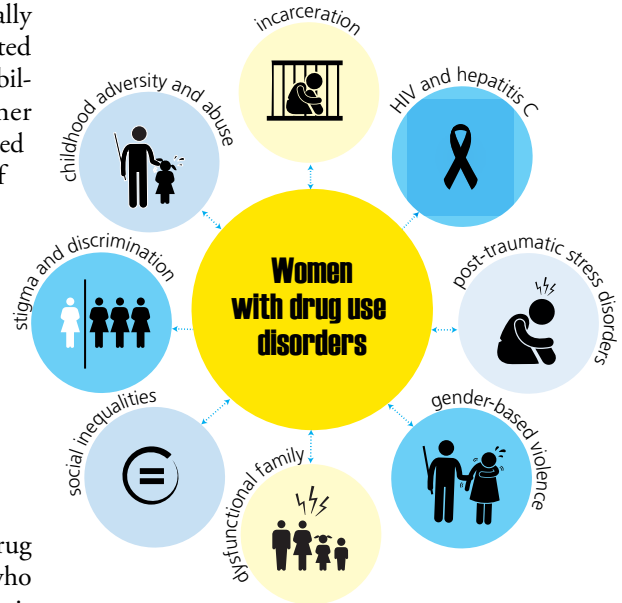 ally
ted
bil-
ner
ed
f
incarceration
HIV and hepatitis C
post-traumatic stress disorders
gender-based violence
dysfunctional family
social inequalities
stigma and discrimination
childhood adversity and abuse
Women
with drug use
disorders
rug
who